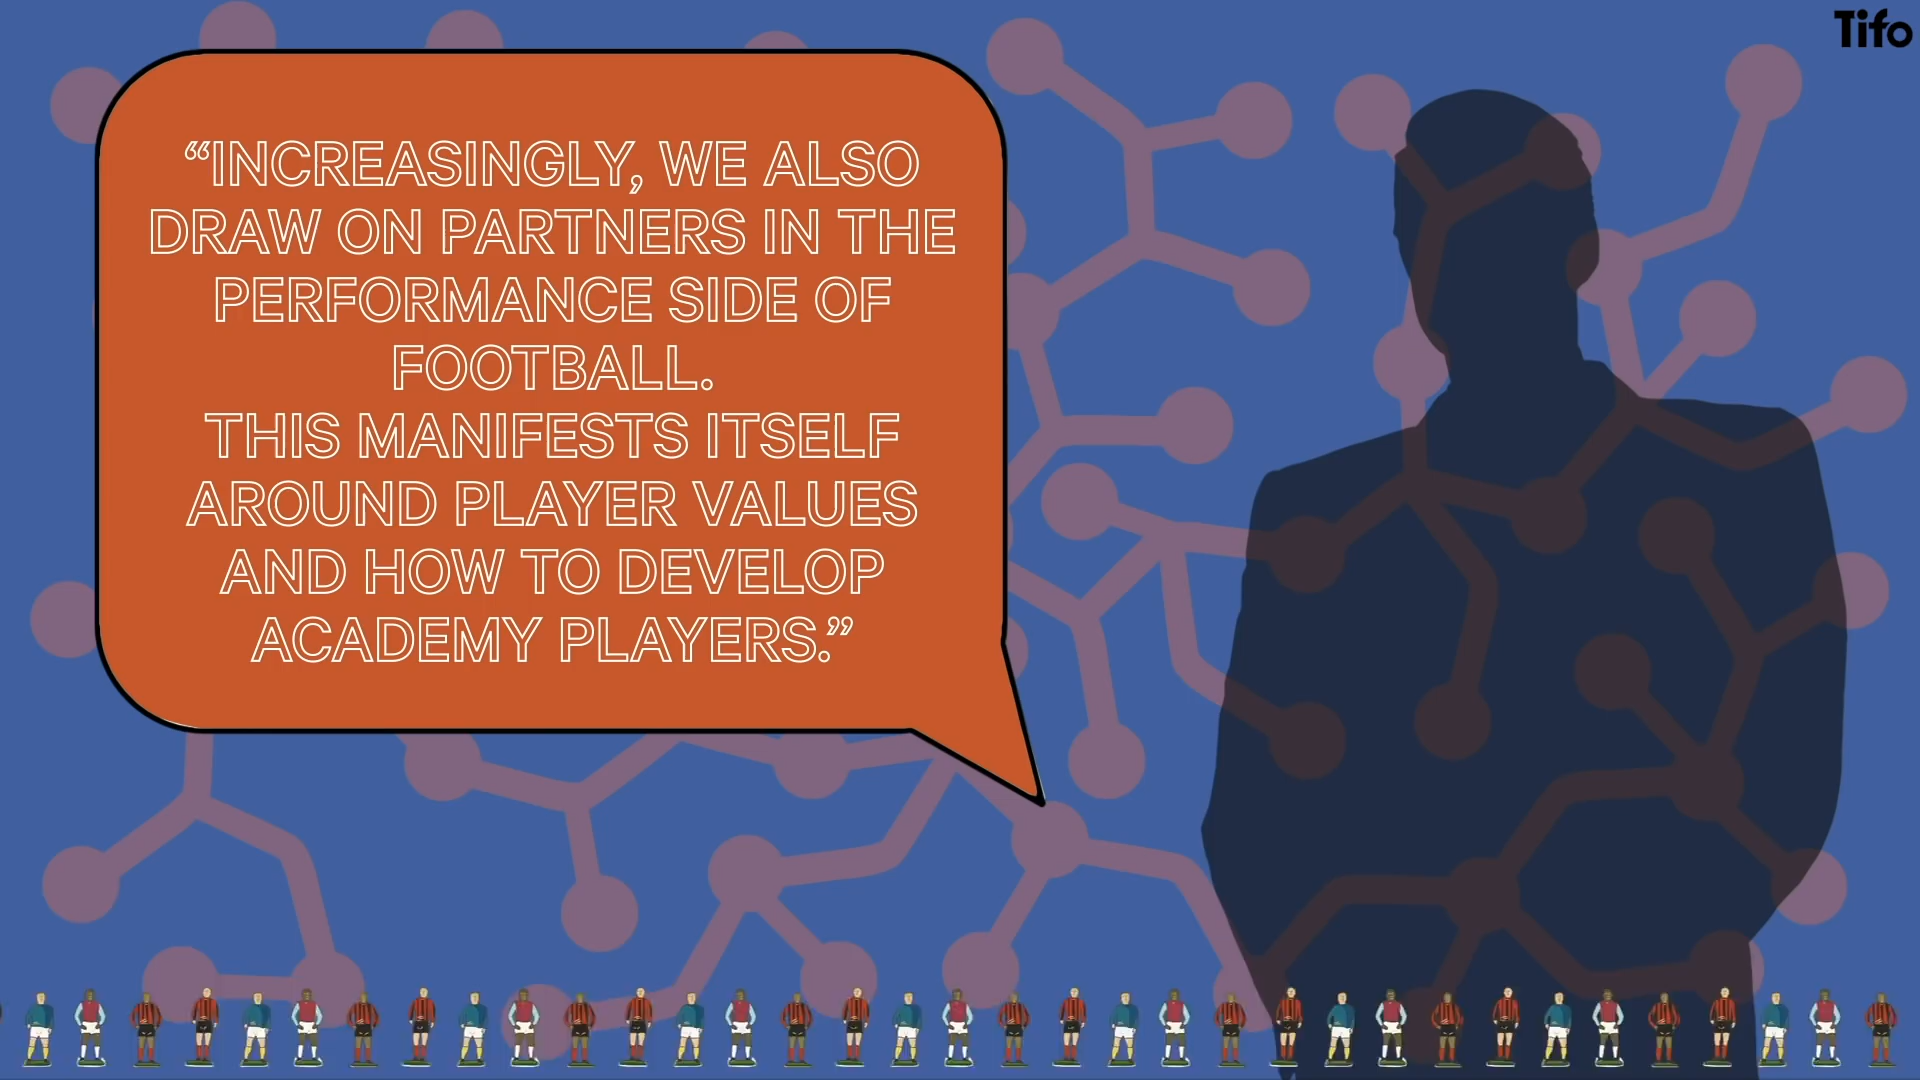 “INCREASINGLY, WE ALSO
DRAW ON PARTNERS IN THE
PERFORMANCE SIDE OF
FOOTBALL.
THIS MANIFESTS ITSELF
AROUND PLAYER VALUES
AND HOW TO DEVELOP
ACADEMY PLAYERS.”
Tifo